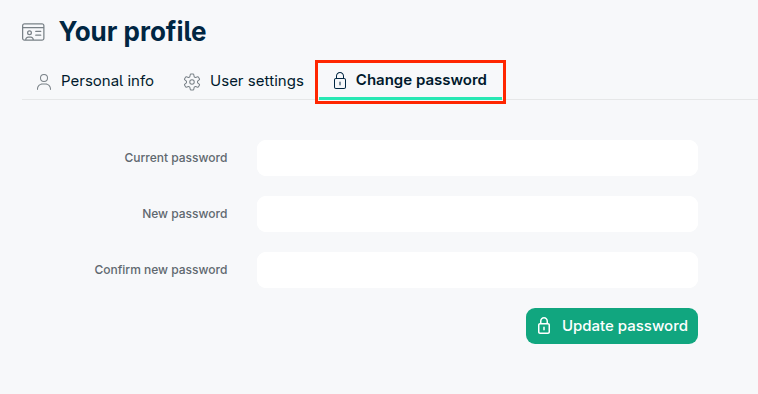 Your profile
Personal info User settings Change password
Current password
New password
Confirm new password
Update password